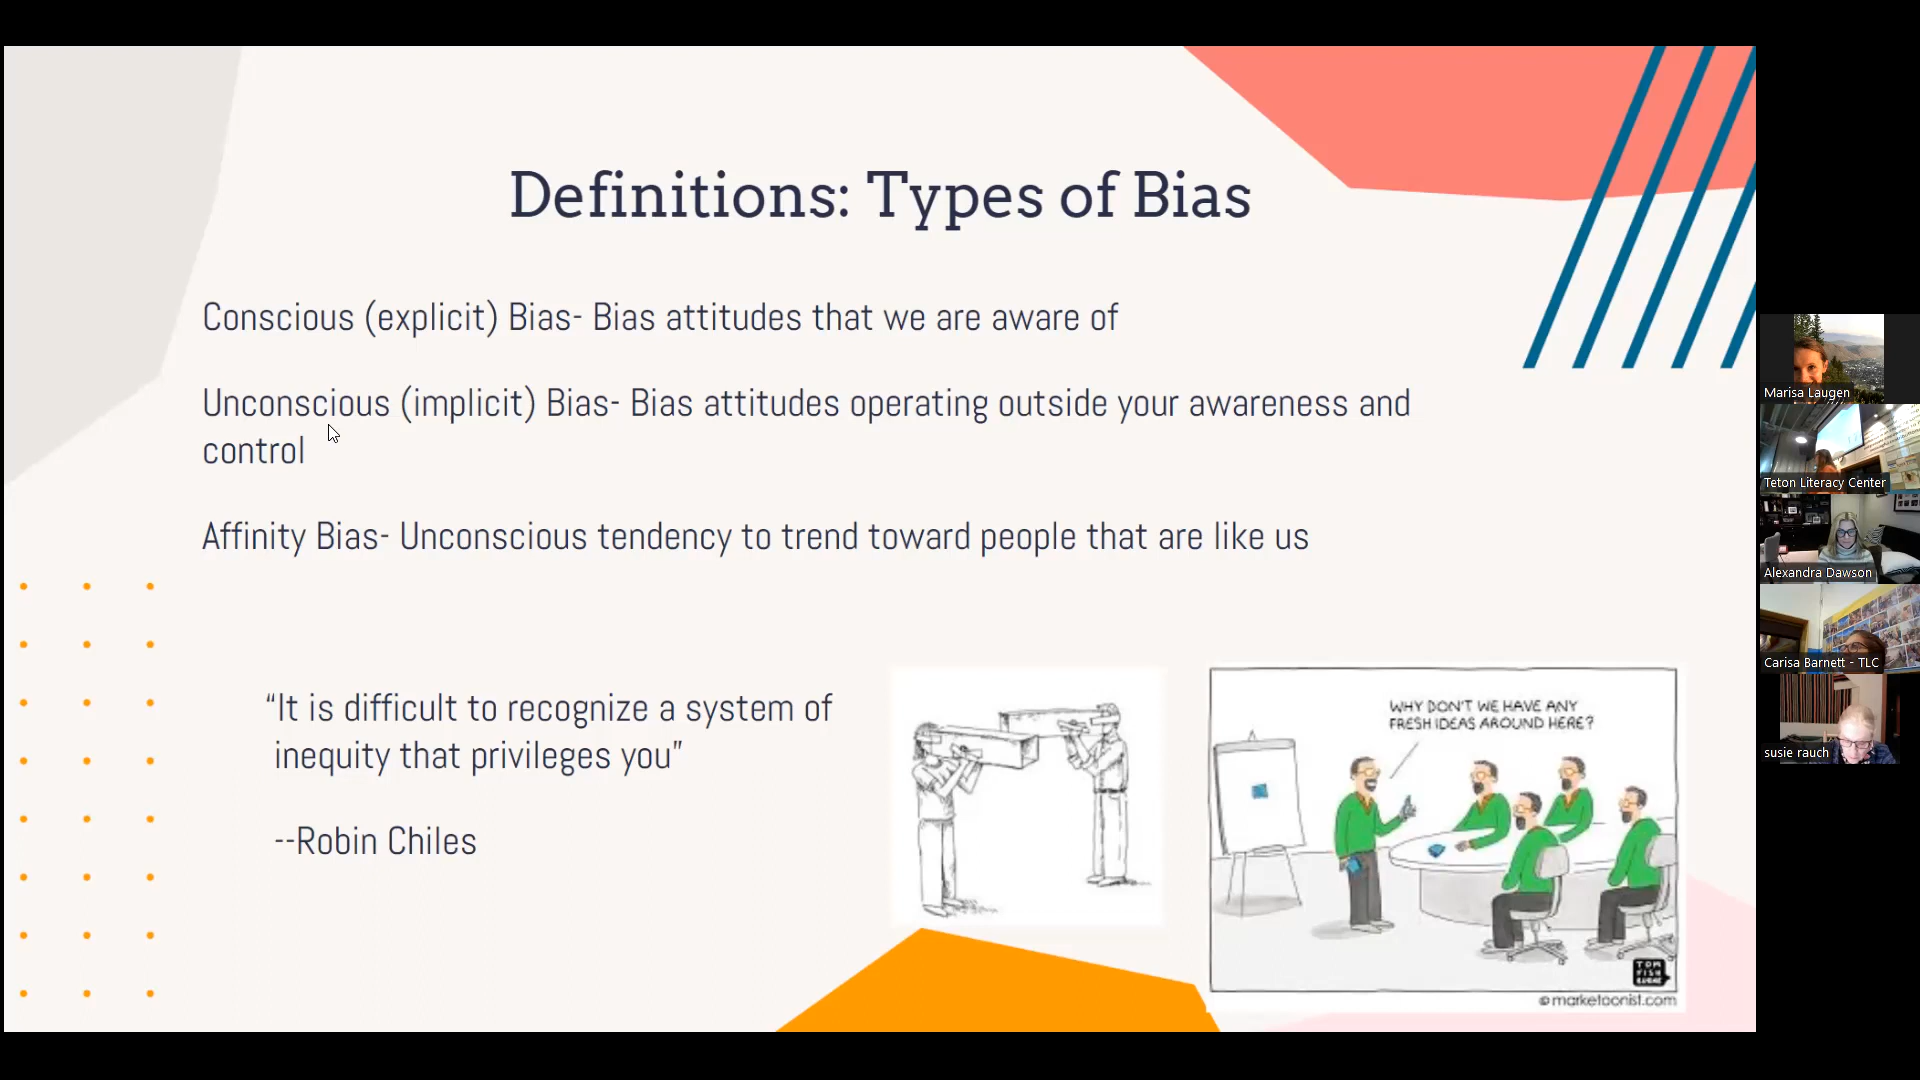 Definitions: Types of Bias
Conscious (explicit) Bias- Bias attitudes that we are aware of
Unconscious (implicit) Bias- Bias attitudes operating outside your awareness and
control
Affinity Bias- Unconscious tendency to trend toward people that are like us
“It is difficult to recognize a system of
inequity that privileges you”
--Robin Chiles
WHY DON'T WE HAVE ANY
FRESH IDEAS AROUND HERE?
TOM
FISH
BURNE
©marketoonist.com
Marisa Laugen
Teton Literacy Center
Alexandra Dawson
Carisa Barnett - TLC
susie rauch